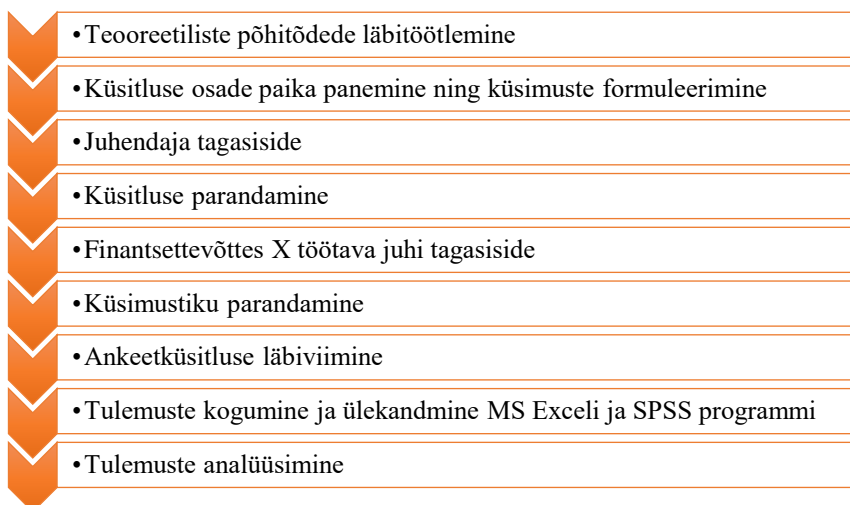 •Teooreetiliste põhitõdede läbitöötlemine
•Küsitluse osade paika panemine ning küsimuste formuleerimine
•Juhendaja tagasiside
•Küsitluse parandamine
•Finantsettevõttes X töötava juhi tagasiside
•Küsimustiku parandamine
•Ankeetküsitluse läbiviimine
•Tulemuste kogumine ja ülekandmine MS Exceli ja SPSS programmi
•Tulemuste analüüsimine